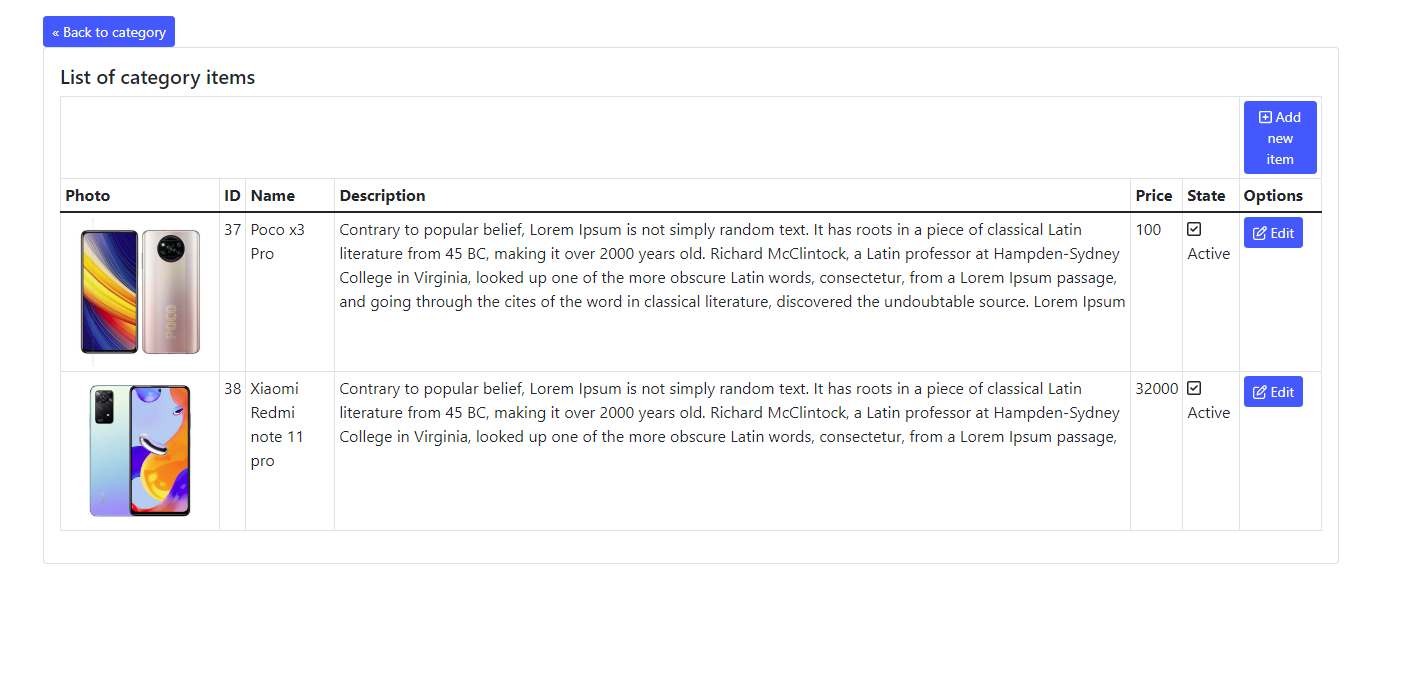 « Back to category
List of category items
Add
new
item
Photo ID Name Description Price State Options
37 Poco x3 Contrary to popular belief, Lorem Ipsum is not simply random text. It has roots in a piece of classical Latin 100 Edit
Pro literature from 45 BC, making it over 2000 years old. Richard McClintock, a Latin professor at Hampden-Sydney Active
College in Virginia, looked up one of the more obscure Latin words, consectetur, from a Lorem Ipsum passage,
and going through the cites of the word in classical literature, discovered the undoubtable source. Lorem Ipsum
POCO
38 Xiaomi Contrary to popular belief, Lorem Ipsum is not simply random text. It has roots in a piece of classical Latin 32000 Edit
Redmi literature from 45 BC, making it over 2000 years old. Richard McClintock, a Latin professor at Hampden-Sydney Active
note 11 College in Virginia, looked up one of the more obscure Latin words, consectetur, from a Lorem Ipsum passage,
pro